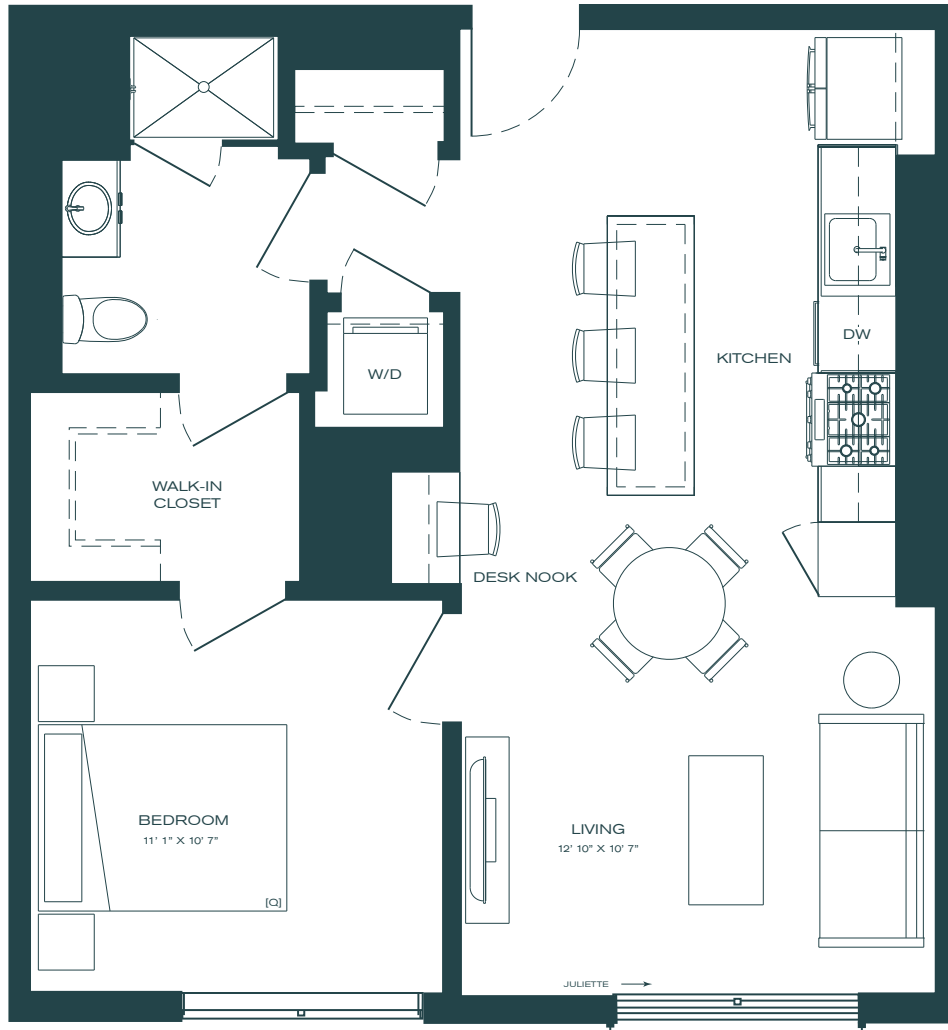 KITCHEN
DW
W/D
WALK-IN
CLOSET
DESK NOOK
BEDROOM
11' 1" X 10' 7"
[Q]
LIVING
12' 10" X 10' 7"
JULIETTE